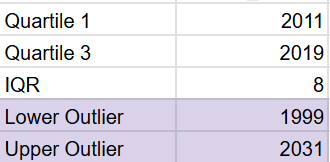 Quartile 1 2011
Quartile 3 2019
IQR 8
Lower Outlier 1999
Upper Outlier 2031